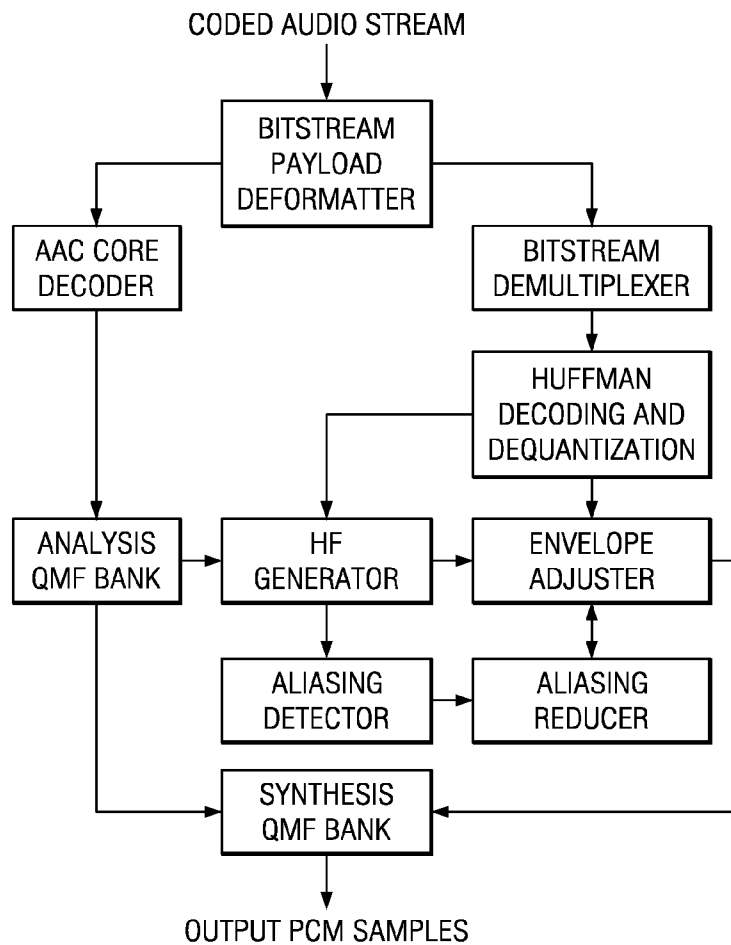 CODED AUDIO STREAM
BITSTREAM
PAYLOAD
DEFORMATTER
AAC CORE
DECODER
BITSTREAM
DEMULTIPLEXER
HUFFMAN
DECODING AND
DEQUANTIZATION
ANALYSIS
QMF BANK
HF
GENERATOR
ENVELOPE
ADJUSTER
ALIASING
DETECTOR
ALIASING
REDUCER
SYNTHESIS
QMF BANK
OUTPUT PCM SAMPLES